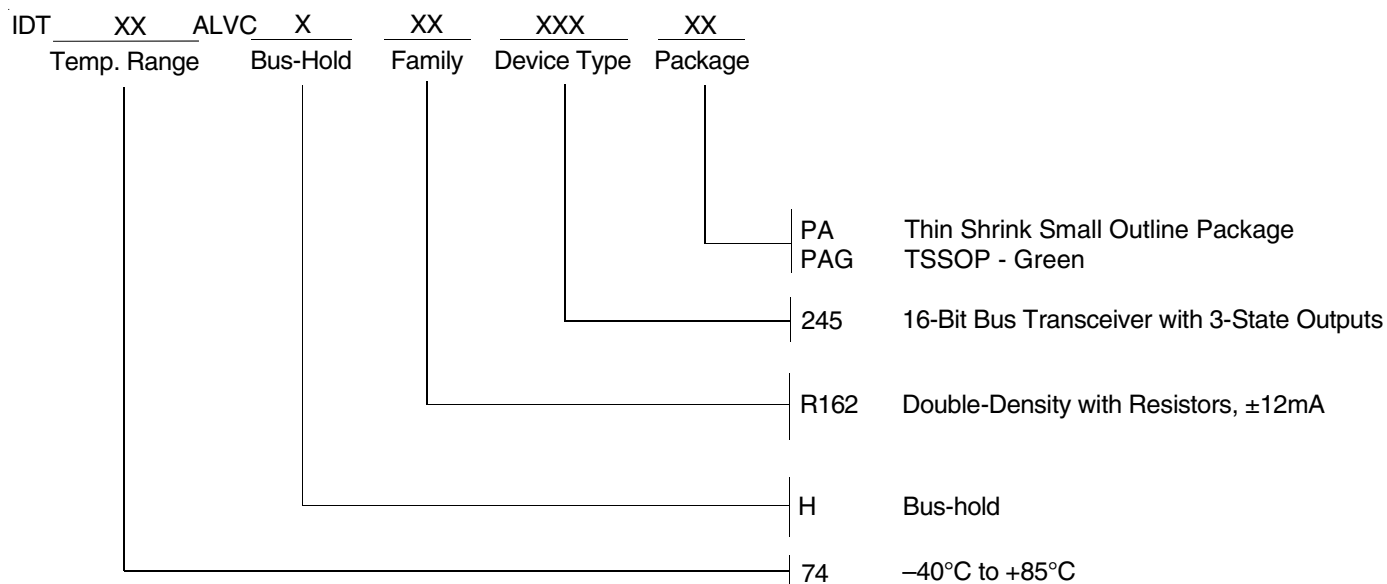 IDT XX ALVC X XX XXX XX
Temp. Range Bus-Hold Family Device Type Package
PA Thin Shrink Small Outline Package
PAG TSSOP - Green
245 16-Bit Bus Transceiver with 3-State Outputs
R162 Double-Density with Resistors, ±12mA
H Bus-hold
74 –40°C to +85°C